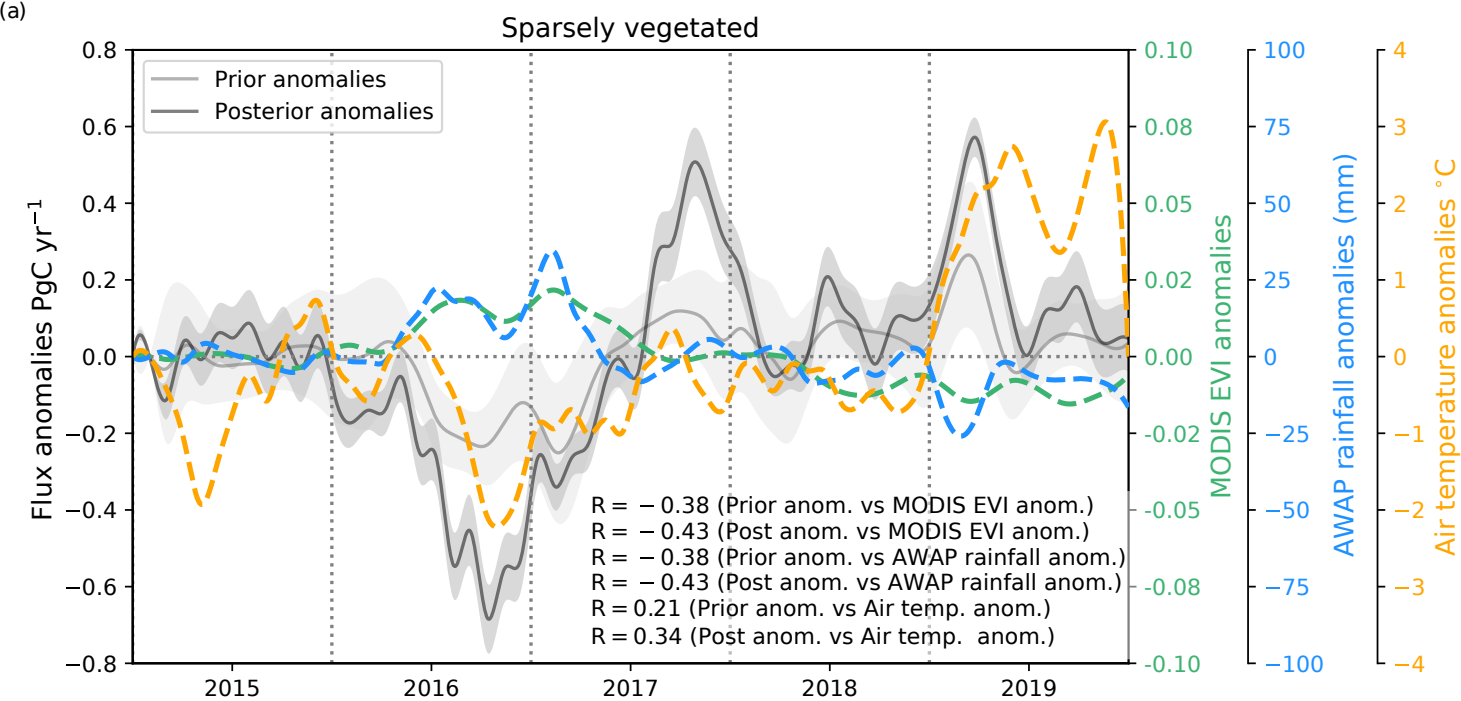 (a)
Sparsely vegetated
Prior anomalies
Posterior anomalies
Flux anomalies PgC yr⁻¹
0.8
0.6
0.4
0.2
0.0
−0.2
−0.4
−0.6
−0.8
2015
2016
2017
2018
2019
R = −0.38 (Prior anom. vs MODIS EVI anom.)
R = −0.43 (Post anom. vs MODIS EVI anom.)
R = −0.38 (Prior anom. vs AWAP rainfall anom.)
R = −0.43 (Post anom. vs AWAP rainfall anom.)
R = 0.21 (Prior anom. vs Air temp. anom.)
R = 0.34 (Post anom. vs Air temp. anom.)
0.10
0.08
0.05
0.02
0.00
-0.02
-0.05
-0.08
-0.10
MODIS EVI anomalies
100
75
50
25
0
−25
−50
−75
−100
AWAP rainfall anomalies (mm)
4
3
2
1
0
−1
−2
−3
−4
Air temperature anomalies °C